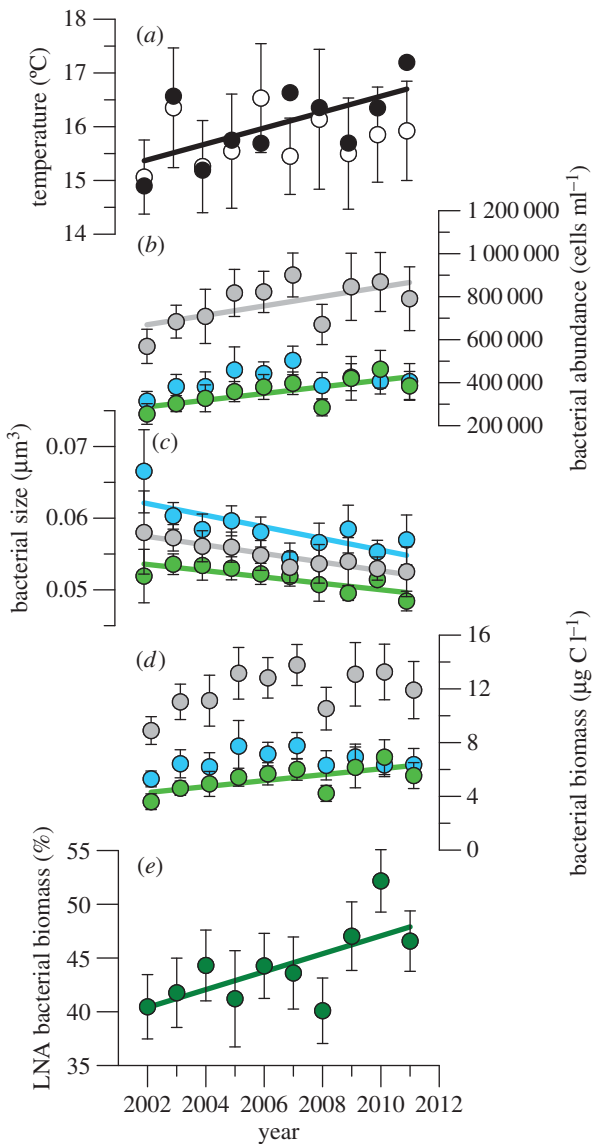 (a)
17
16
15
14
temperature (ºC)
(b)
1 200 000
1 000 000
800 000
600 000
400 000
200 000
bacterial abundance (cells ml⁻¹)
(c)
0.07
0.06
0.05
bacterial size (μm³)
(d)
16
12
8
4
0
bacterial biomass (μg C l⁻¹)
(e)
55
50
45
40
35
LNA bacterial biomass (%)
2002 2004 2006 2008 2010 2012
year